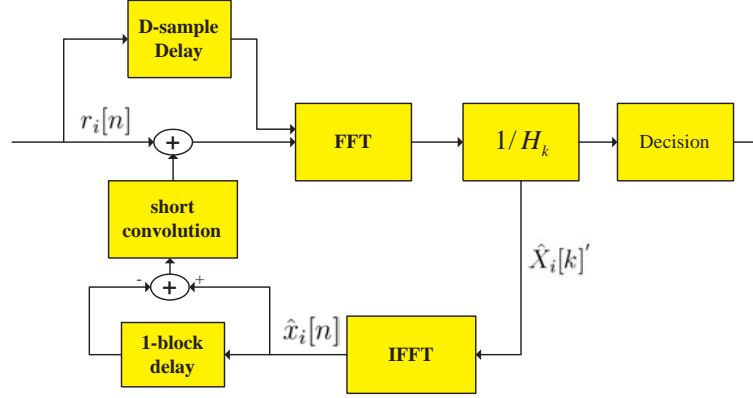 D-sample
Delay
r_i[n]
+
FFT
1/H_k
Decision
short
convolution
X̂_i[k]′
-
+
+
x̂_i[n]
1-block
delay
IFFT